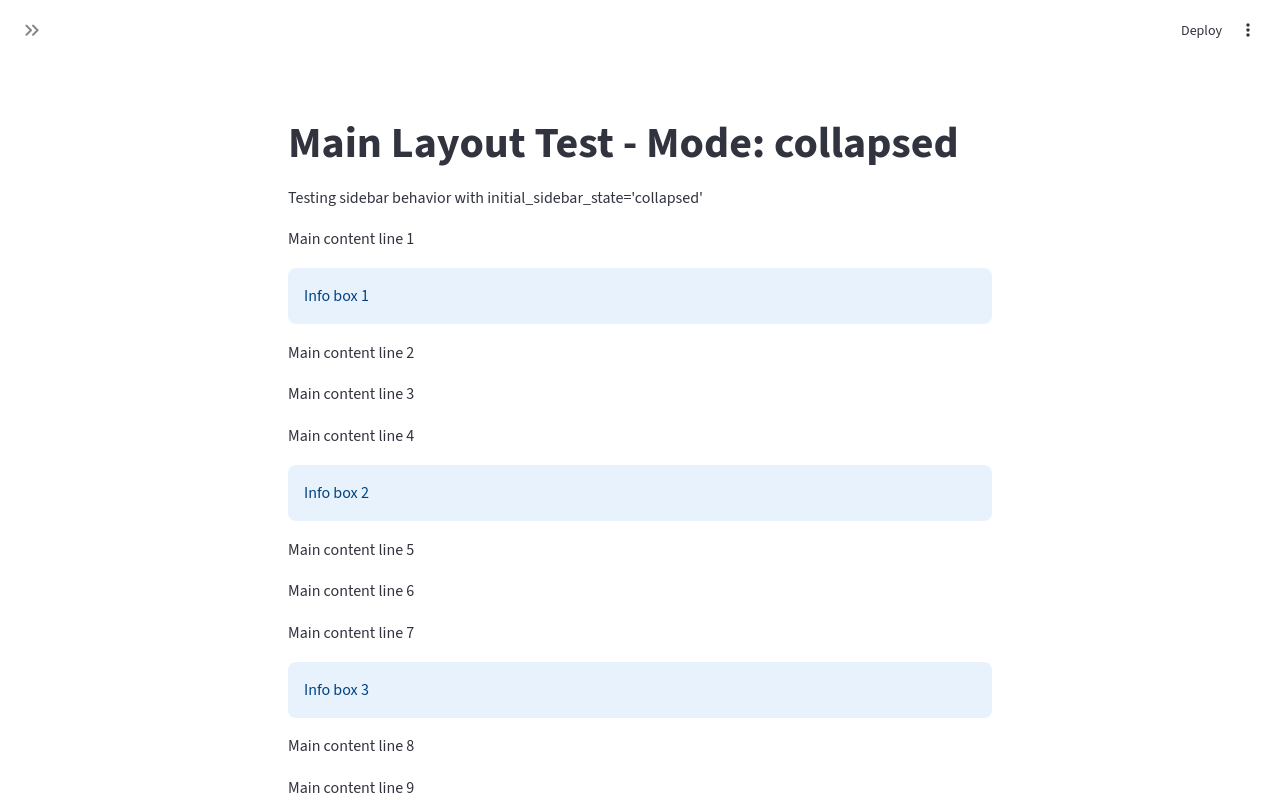 Deploy
Main Layout Test - Mode: collapsed
Testing sidebar behavior with initial_sidebar_state='collapsed'
Main content line 1
Info box 1
Main content line 2
Main content line 3
Main content line 4
Info box 2
Main content line 5
Main content line 6
Main content line 7
Info box 3
Main content line 8
Main content line 9